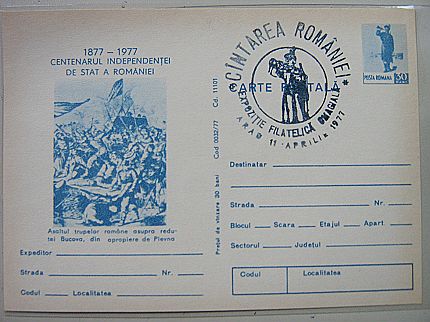 1877 – 1977
CENTENARUL INDEPENDENȚEI
DE STAT A ROMÂNIEI
Asaltul trupelor române asupra redu-
tei Bucova, din apropiere de Plevna
Expeditor
Strada Nr.
Codul Localitatea
Cd. 11101
Cod 0032/77
Prețul de vînzare 30 bani
CÎNTAREA ROMÂNIEI
CARTE POȘTALĂ
EXPOZIȚIE FILATELICĂ OMAGIALĂ
ARAD 11 · APRILIE 1977
POSTA ROMANA 30
Destinatar
Strada Nr.
Blocul Scara Etajul Apart
Sectorul Județul
Codul Localitatea